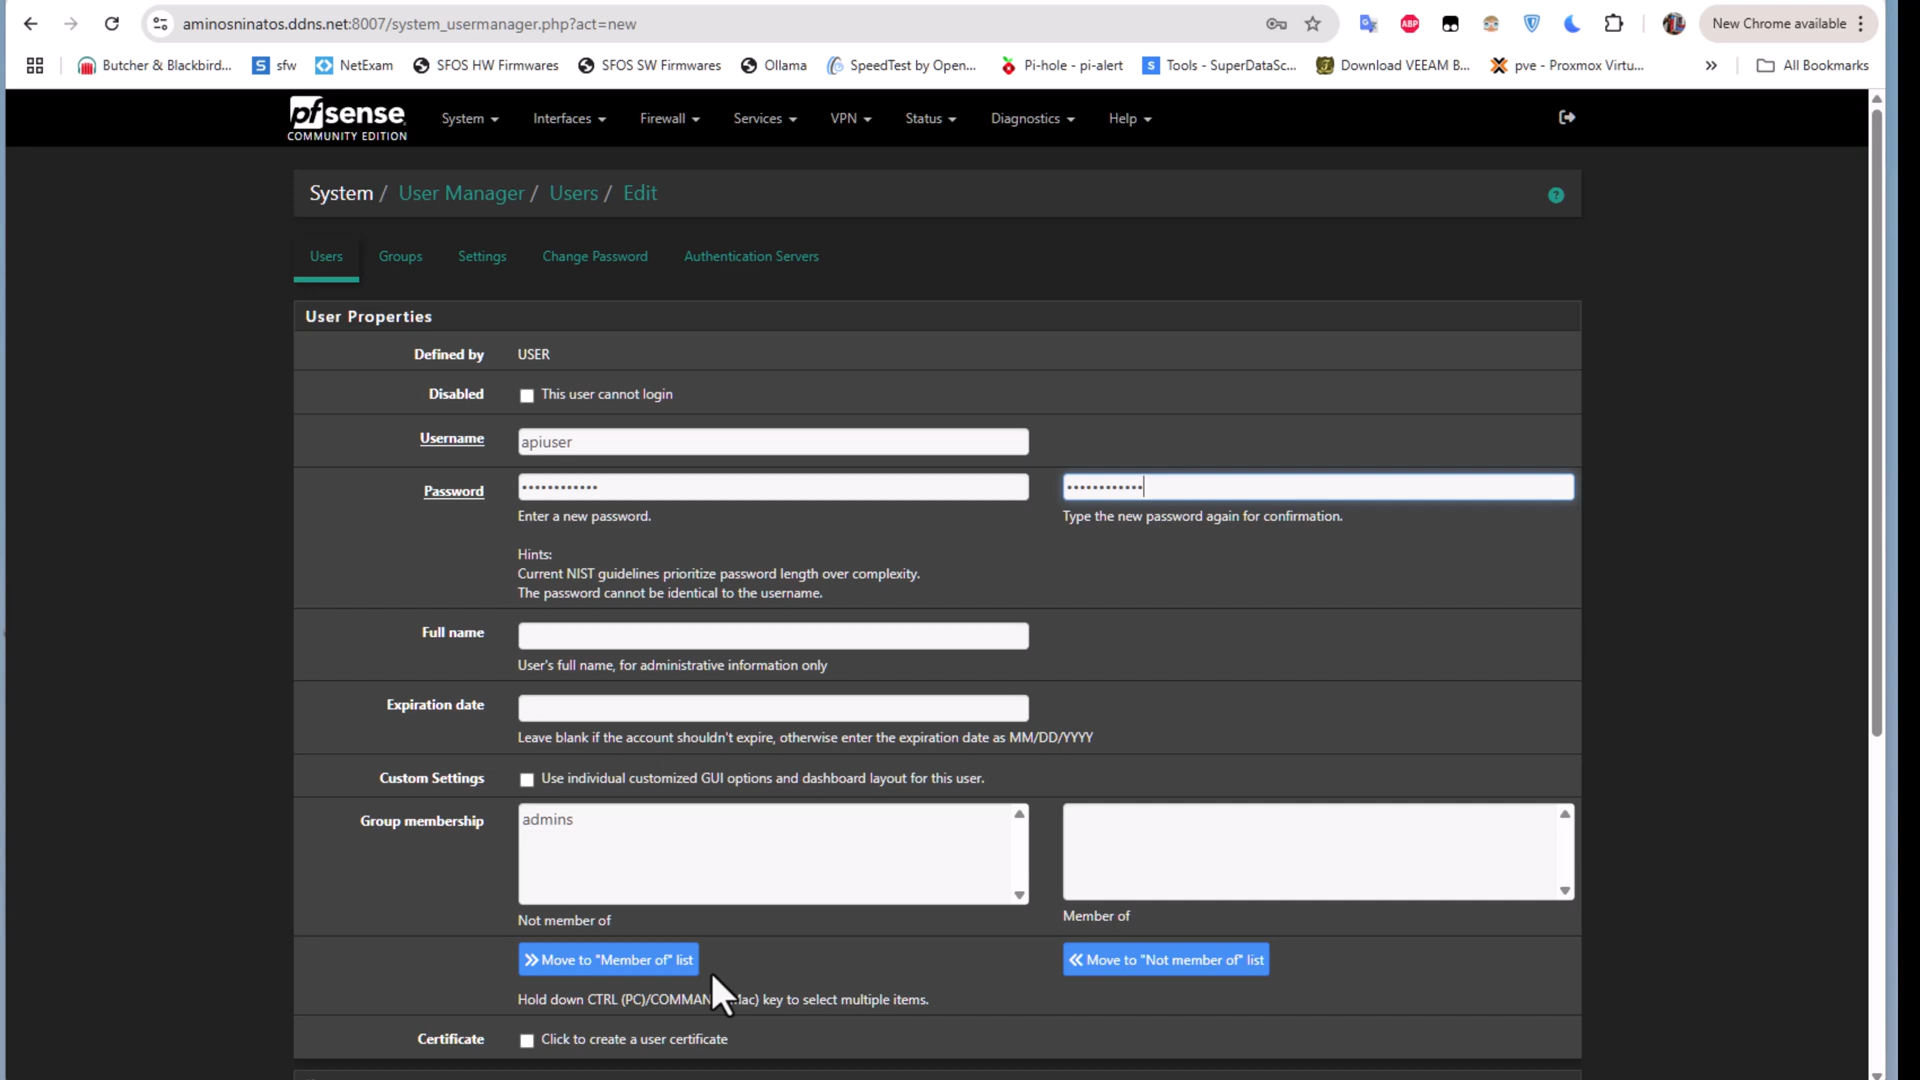 aminosninatos.ddns.net:8007/system_usermanager.php?act=new
New Chrome available
Butcher & Blackbird...
sfw
NetExam
SFOS HW Firmwares
SFOS SW Firmwares
Ollama
SpeedTest by Open...
Pi-hole - pi-alert
Tools - SuperDataSc...
Download VEEAM B...
pve - Proxmox Virtu...
All Bookmarks
pfsense
COMMUNITY EDITION
System
Interfaces
Firewall
Services
VPN
Status
Diagnostics
Help
System / User Manager / Users / Edit
Users
Groups
Settings
Change Password
Authentication Servers
User Properties
Defined by USER
Disabled This user cannot login
Username apiuser
Password •••••••••••• ••••••••••••
Enter a new password. Type the new password again for confirmation.
Hints:
Current NIST guidelines prioritize password length over complexity.
The password cannot be identical to the username.
Full name
User's full name, for administrative information only
Expiration date
Leave blank if the account shouldn't expire, otherwise enter the expiration date as MM/DD/YYYY
Custom Settings Use individual customized GUI options and dashboard layout for this user.
Group membership admins
Not member of Member of
Move to "Member of" list Move to "Not member of" list
Hold down CTRL (PC)/COMMAN ac) key to select multiple items.
Certificate Click to create a user certificate